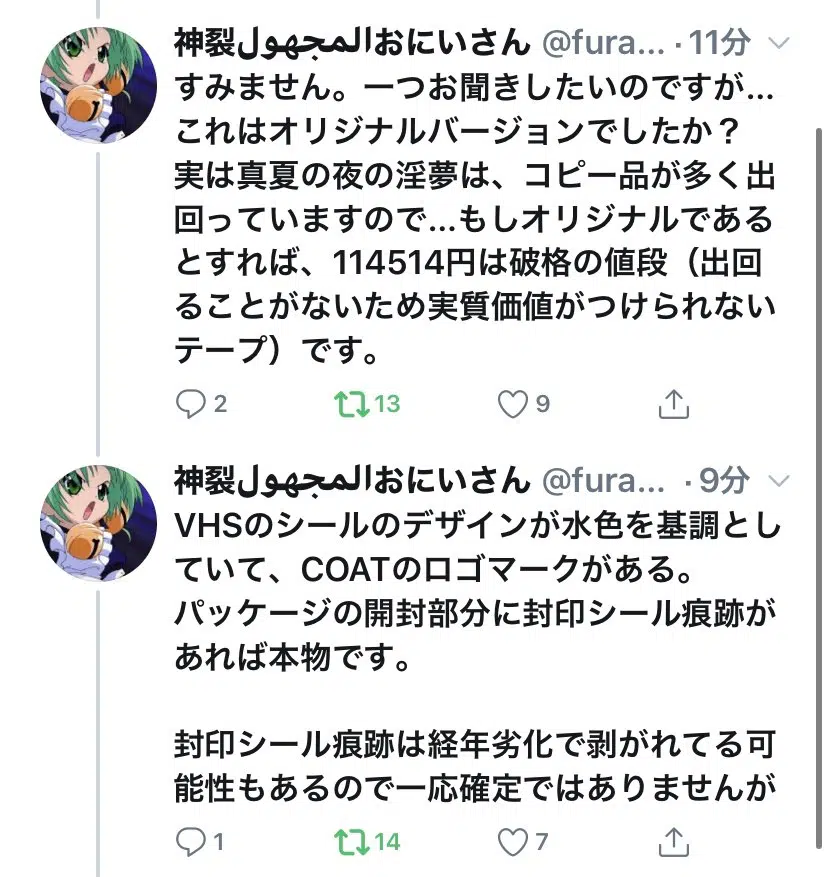 神裂المجهولおにいさん @fura... · 11分
すみません。一つお聞きしたいのですが...
これはオリジナルバージョンでしたか？
実は真夏の夜の淫夢は、コピー品が多く出
回っていますので...もしオリジナルである
とすれば、114514円は破格の値段（出回
ることがないため実質価値がつけられない
テープ）です。
2 13 9
神裂المجهولおにいさん @fura... · 9分
VHSのシールのデザインが水色を基調とし
ていて、COATのロゴマークがある。
パッケージの開封部分に封印シール痕跡が
あれば本物です。
封印シール痕跡は経年劣化で剥がれてる可
能性もあるので一応確定ではありませんが
1 14 7